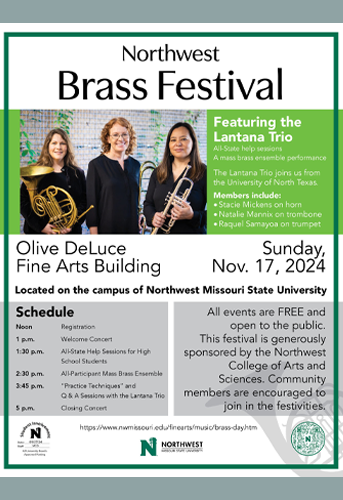 Northwest
Brass Festival
Featuring the
Lantana Trio
All-State help sessions
A mass brass ensemble performance
The Lantana Trio joins us from
the University of North Texas.
Members include:
• Stacie Mickens on horn
• Natalie Mannix on trombone
• Raquel Samayoa on trumpet
Olive DeLuce
Fine Arts Building
Sunday,
Nov. 17, 2024
Located on the campus of Northwest Missouri State University
Schedule
Noon Registration
1 p.m. Welcome Concert
1:30 p.m. All-State Help Sessions for High
School Students
2:30 p.m. All-Participant Mass Brass Ensemble
3:45 p.m. "Practice Techniques" and
Q & A Sessions with the Lantana Trio
5 p.m. Closing Concert
All events are FREE and
open to the public.
This festival is generously
sponsored by the Northwest
College of Arts and
Sciences. Community
members are encouraged to
join in the festivities.
https://www.nwmissouri.edu/finearts/music/brass-day.htm
N
NORTHWEST
MISSOURI STATE UNIVERSITY